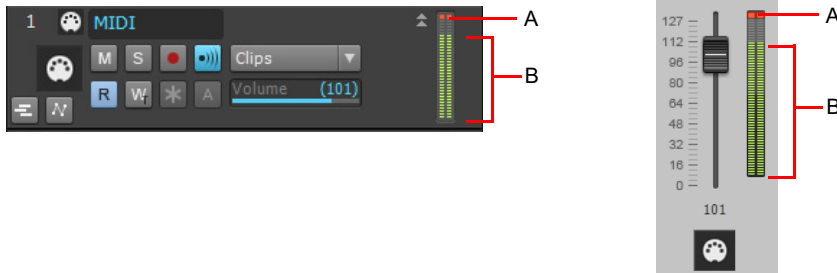 1 MIDI
A
M S Clips
B
R W A Volume (101)
N
127
A
112
96
80
64
B
48
32
16
0
101